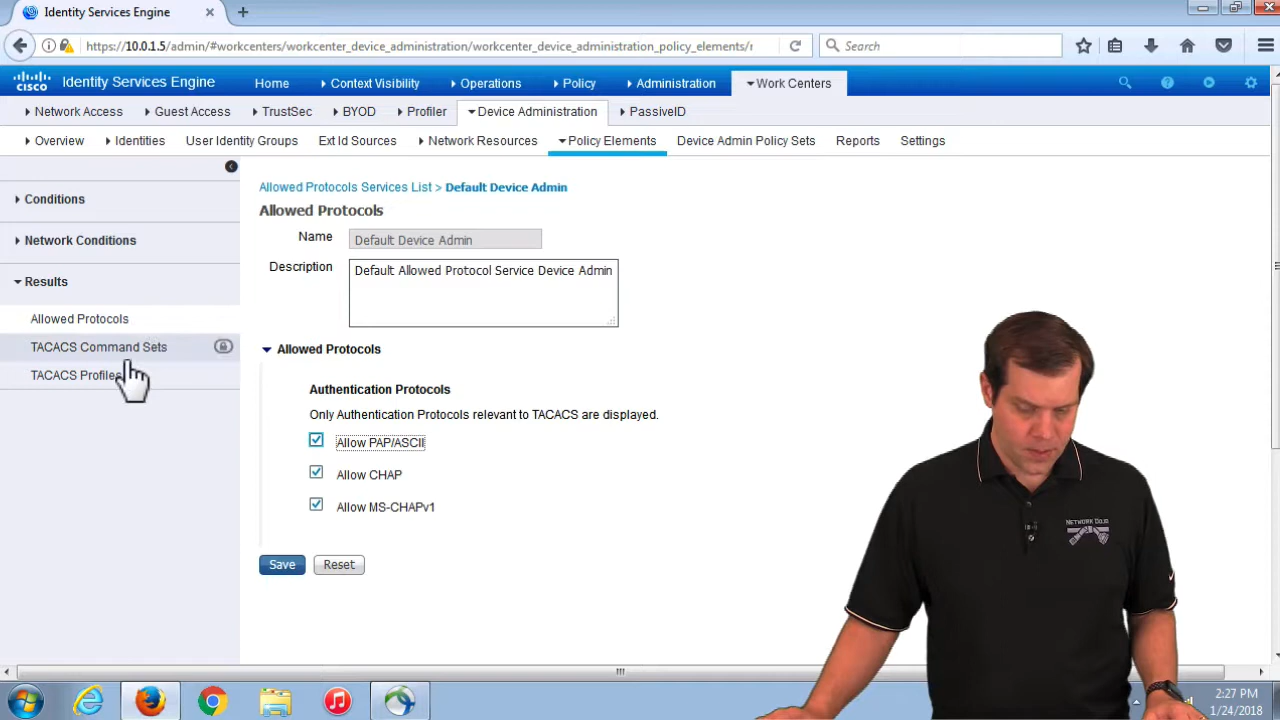 Identity Services Engine
https://10.0.1.5/admin/#workcenters/workcenter_device_administration/workcenter_device_administration_policy_elements/r
Search
CISCO Identity Services Engine Home Context Visibility Operations Policy Administration Work Centers
Network Access Guest Access TrustSec BYOD Profiler Device Administration PassiveID
Overview Identities User Identity Groups Ext Id Sources Network Resources Policy Elements Device Admin Policy Sets Reports Settings
Conditions
Network Conditions
Results
Allowed Protocols
TACACS Command Sets
TACACS Profiles
Allowed Protocols Services List > Default Device Admin
Allowed Protocols
Name Default Device Admin
Description Default Allowed Protocol Service Device Admin
Allowed Protocols
Authentication Protocols
Only Authentication Protocols relevant to TACACS are displayed.
Allow PAP/ASCII
Allow CHAP
Allow MS-CHAPv1
Save Reset
NETWORK DOJO
2:27 PM
1/24/2018